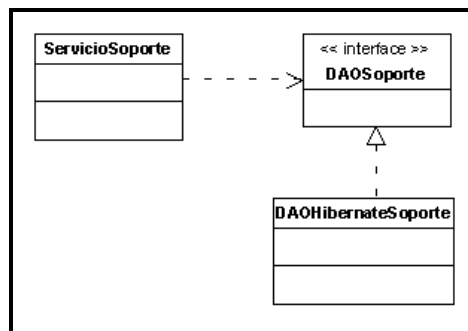 ServicioSoporte
<< interface >>
DAOSoporte
DAOHibernateSoporte